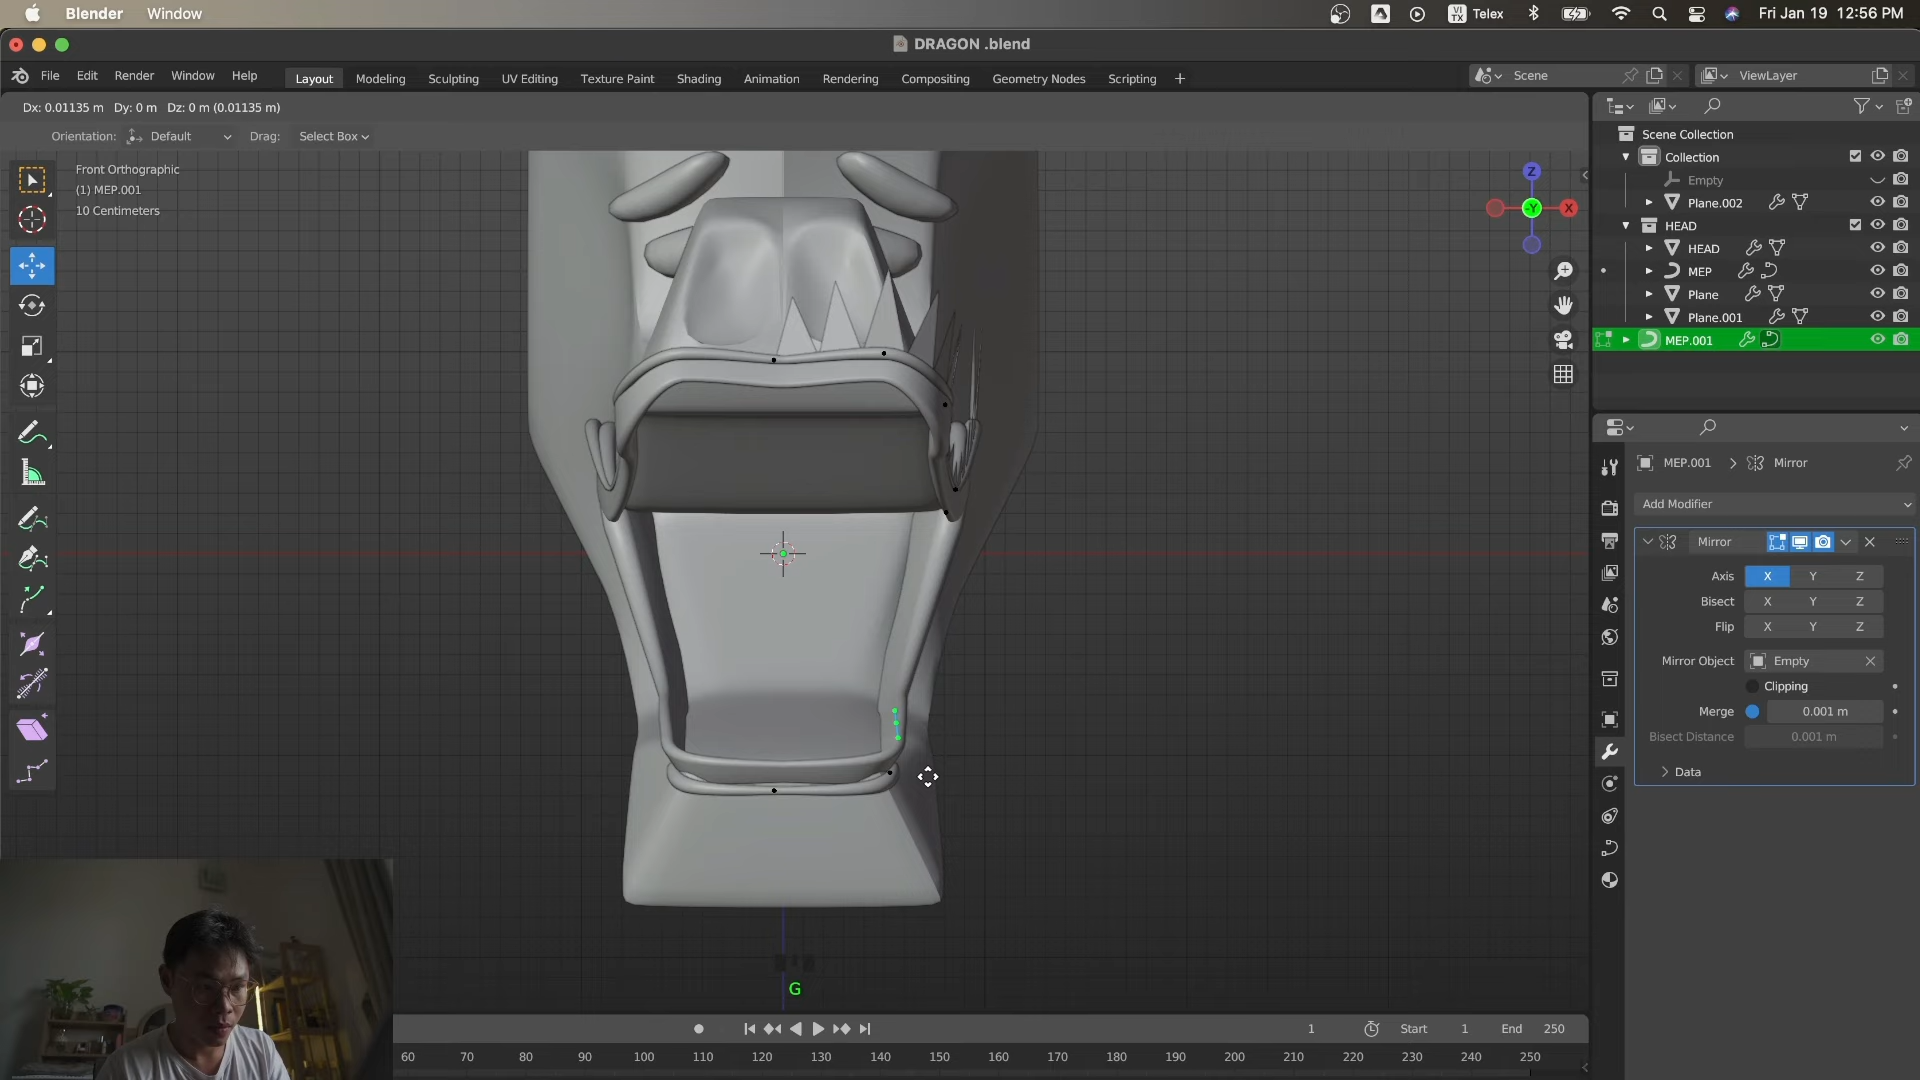 Blender Window Telex Fri Jan 19 12:56 PM
DRAGON .blend
File Edit Render Window Help Layout Modeling Sculpting UV Editing Texture Paint Shading Animation Rendering Compositing Geometry Nodes Scripting + Scene ViewLayer
Dx: 0.01135 m Dy: 0 m Dz: 0 m (0.01135 m)
Orientation: Default Drag: Select Box
Front Orthographic
(1) MEP.001
10 Centimeters
Z
Y
X
Scene Collection
Collection
Empty
Plane.002
HEAD
HEAD
MEP
Plane
Plane.001
MEP.001
MEP.001 > Mirror
Add Modifier
Mirror
Axis X Y Z
Bisect X Y Z
Flip X Y Z
Mirror Object Empty
Clipping
Merge 0.001 m
Bisect Distance 0.001 m
Data
G
1 Start 1 End 250
60 70 80 90 100 110 120 130 140 150 160 170 180 190 200 210 220 230 240 250